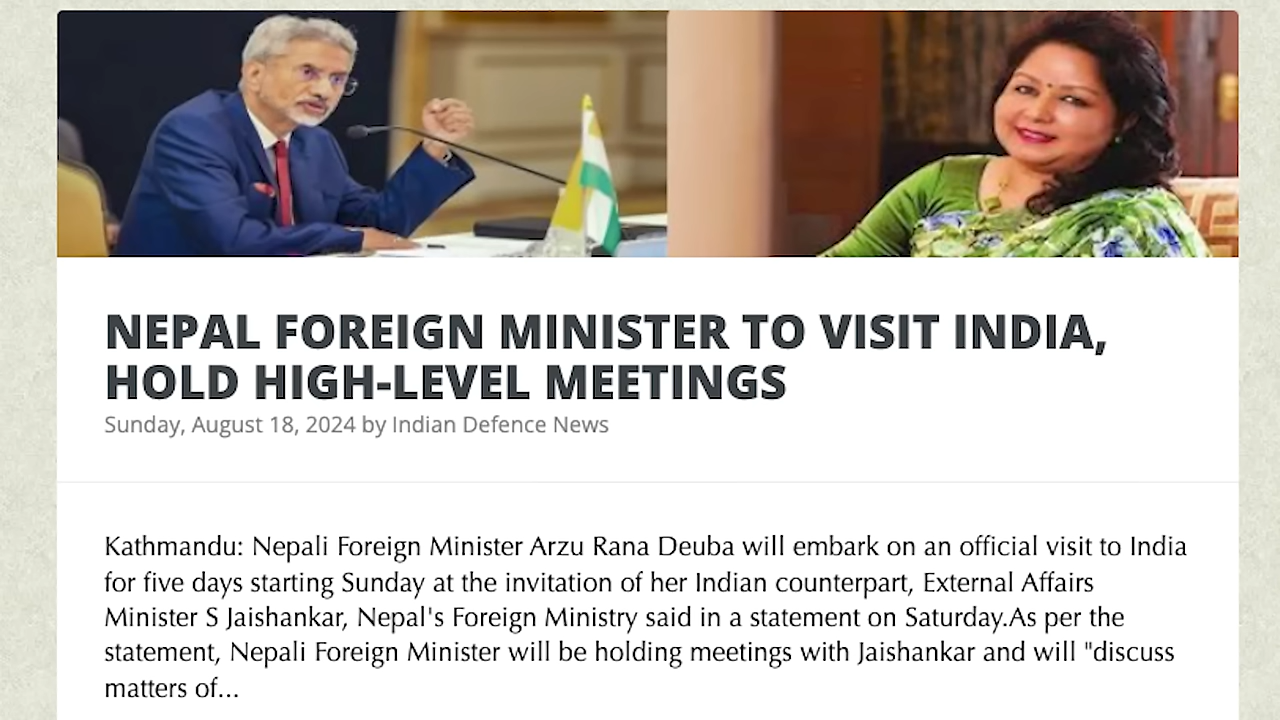 NEPAL FOREIGN MINISTER TO VISIT INDIA,
HOLD HIGH-LEVEL MEETINGS
Sunday, August 18, 2024 by Indian Defence News
Kathmandu: Nepali Foreign Minister Arzu Rana Deuba will embark on an official visit to India
for five days starting Sunday at the invitation of her Indian counterpart, External Affairs
Minister S Jaishankar, Nepal's Foreign Ministry said in a statement on Saturday.As per the
statement, Nepali Foreign Minister will be holding meetings with Jaishankar and will "discuss
matters of...